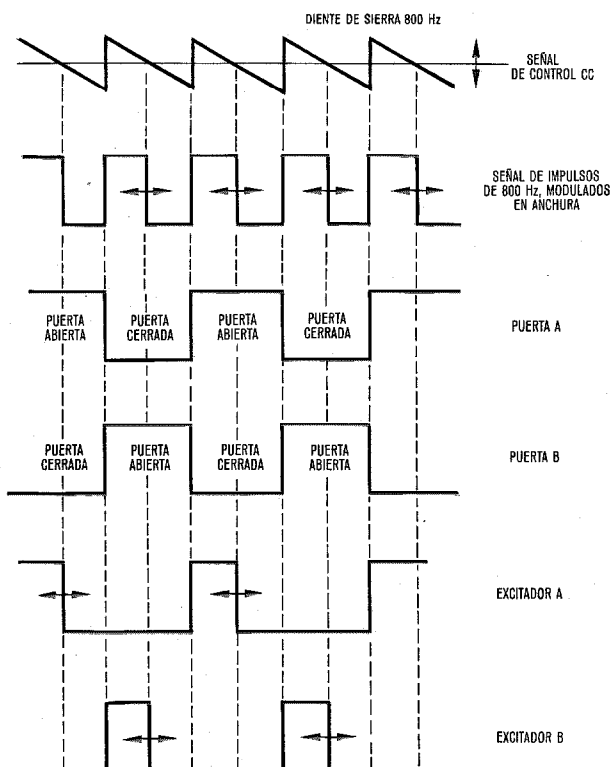 DIENTE DE SIERRA 800 Hz
SEÑAL
DE CONTROL CC
SEÑAL DE IMPULSOS
DE 800 Hz, MODULADOS
EN ANCHURA
PUERTA
ABIERTA
PUERTA
CERRADA
PUERTA
ABIERTA
PUERTA
CERRADA
PUERTA A
PUERTA
CERRADA
PUERTA
ABIERTA
PUERTA
CERRADA
PUERTA
ABIERTA
PUERTA B
EXCITADOR A
EXCITADOR B